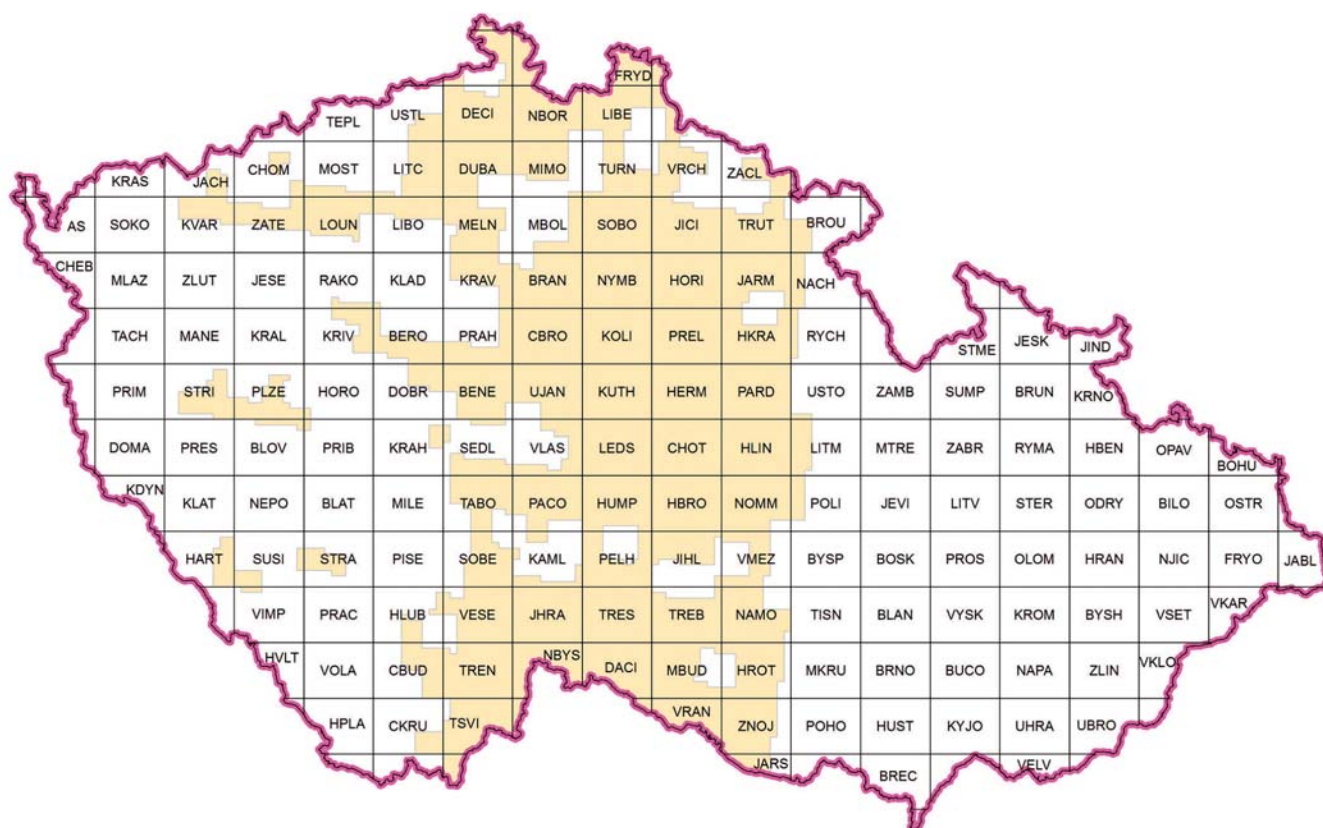 FRYD
TEPL USTL DECI NBOR LIBE
KRAS JACH CHOM MOST LITC DUBA MIMO TURN VRCH ZACL
AS SOKO KVAR ZATE LOUN LIBO MELN MBOL SOBO JICI TRUT BROU
CHEB MLAZ ZLUT JESE RAKO KLAD KRAV BRAN NYMB HORI JARM NACH
TACH MANE KRAL KRIV BERO PRAH CBRO KOLI PREL HKRA RYCH STME JESK JIND
PRIM STRI PLZE HORO DOBR BENE UJAN KUTH HERM PARD USTO ZAMB SUMP BRUN KRNO
DOMA PRES BLOV PRIB KRAH SEDL VLAS LEDS CHOT HLIN LITM MTRE ZABR RYMA HBEN OPAV BOHU
KDYN KLAT NEPO BLAT MILE TABO PACO HUMP HBRO NOMM POLI JEVI LITV STER ODRY BILO OSTR
HART SUSI STRA PISE SOBE KAML PELH JIHL VMEZ BYSP BOSK PROS OLOM HRAN NJIC FRYO JABL
VIMP PRAC HLUB VESE JHRA TRES TREB NAMO TISN BLAN VYSK KROM BYSH VSET VKAR
HVLT VOLA CBUD TREN NBYS DACI MBUD HROT MKRU BRNO BUCO NAPA ZLIN VKLO
HPLA CKRU TSVI VRAN ZNOJ POHO HUST KYJO UHRA UBRO
JARS BREC VELV